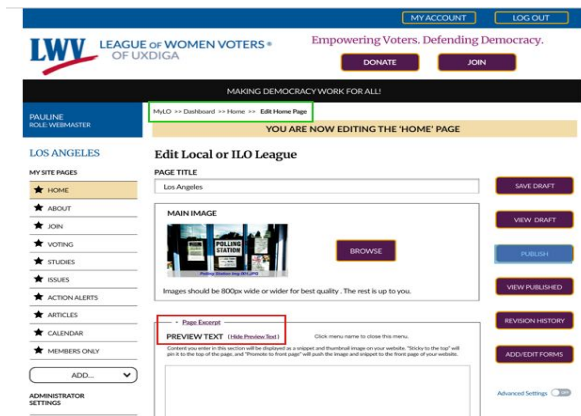 MY ACCOUNT
LOG OUT
LWV LEAGUE OF WOMEN VOTERS®
OF UXDIGA
Empowering Voters. Defending Democracy.
DONATE
JOIN
MAKING DEMOCRACY WORK FOR ALL!
PAULINE
ROLE: WEBMASTER
MyLO >> Dashboard >> Home >> Edit Home Page
YOU ARE NOW EDITING THE 'HOME' PAGE
LOS ANGELES
MY SITE PAGES
HOME
ABOUT
JOIN
VOTING
STUDIES
ISSUES
ACTION ALERTS
ARTICLES
CALENDAR
MEMBERS ONLY
ADD...
ADMINISTRATOR
SETTINGS
Edit Local or ILO League
PAGE TITLE
Los Angeles
MAIN IMAGE
POLLING
STATION
BROWSE
Images should be 800px wide or wider for best quality . The rest is up to you.
- Page Excerpt
PREVIEW TEXT (Hide Preview Text)
Click menu name to close this menu.
Content you enter in this section will be displayed as a snippet and thumbnail image on your website. "Sticky to the top" will
pin it to the top of the page, and "Promote to front page" will push the image and snippet to the front page of your website.
SAVE DRAFT
VIEW DRAFT
PUBLISH
VIEW PUBLISHED
REVISION HISTORY
ADD/EDIT FORMS
Advanced Settings OFF